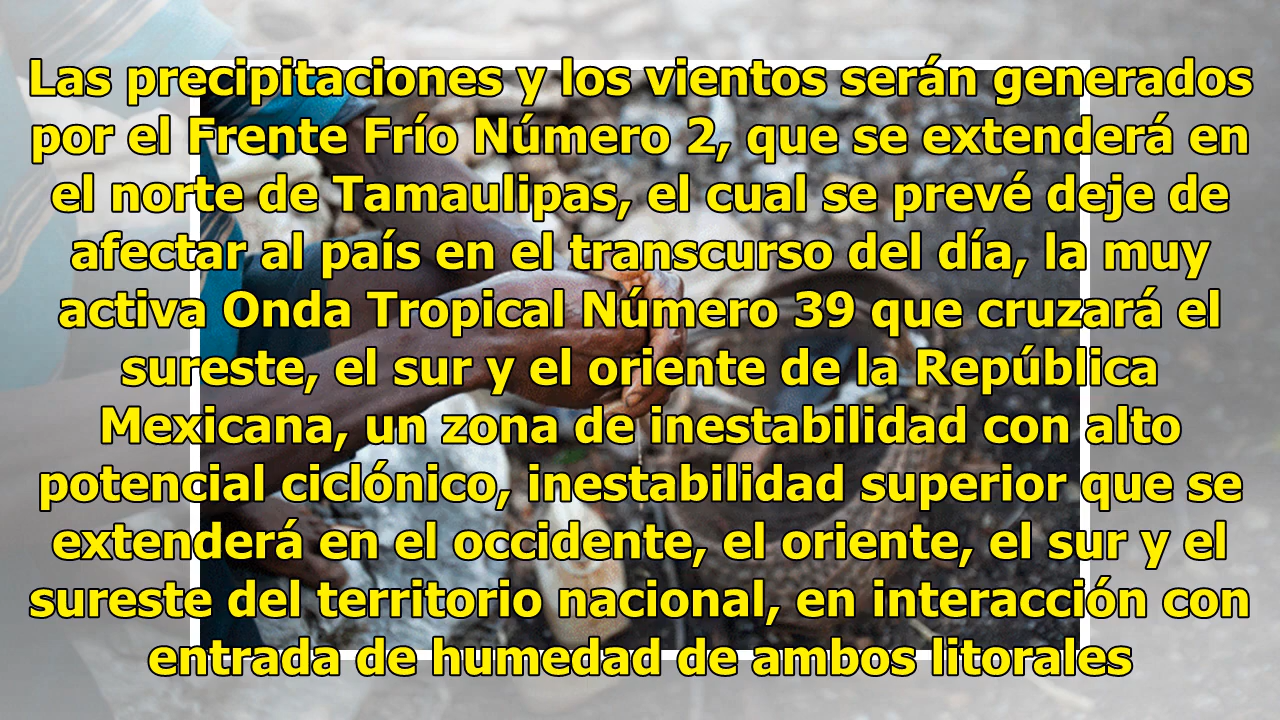 Las precipitaciones y los vientos serán generados
por el Frente Frío Número 2, que se extenderá en
el norte de Tamaulipas, el cual se prevé deje de
afectar al país en el transcurso del día, la muy
activa Onda Tropical Número 39 que cruzará el
sureste, el sur y el oriente de la República
Mexicana, un zona de inestabilidad con alto
potencial ciclónico, inestabilidad superior que se
extenderá en el occidente, el oriente, el sur y el
sureste del territorio nacional, en interacción con
entrada de humedad de ambos litorales